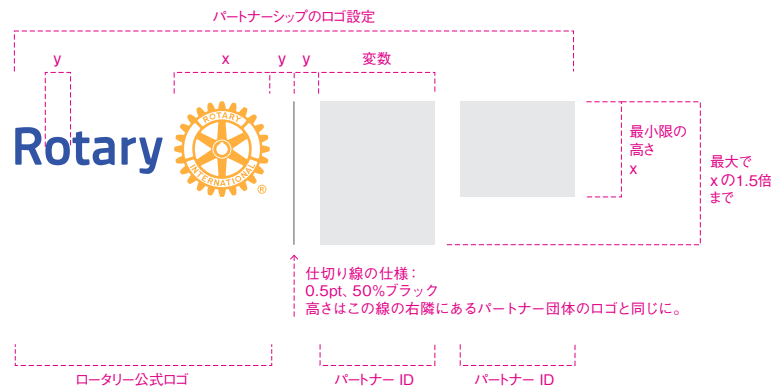 パートナーシップのロゴ設定
y
x
y
y
変数
Rotary
ROTARY
INTERNATIONAL
®
最小限の
高さ
x
最大で
xの1.5倍
まで
仕切り線の仕様：
0.5pt、50%ブラック
高さはこの線の右隣にあるパートナー団体のロゴと同じに。
ロータリー公式ロゴ
パートナー ID
パートナー ID